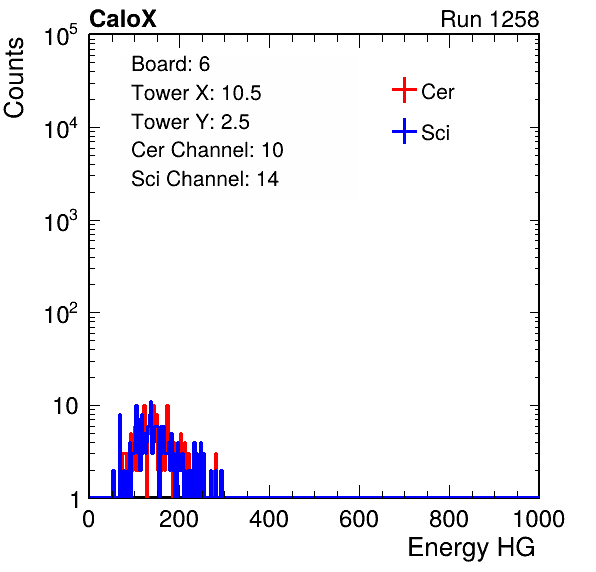 CaloX Run 1258
Counts
10^5
10^4
10^3
10^2
10
1
Board: 6
Tower X: 10.5
Tower Y: 2.5
Cer Channel: 10
Sci Channel: 14
Cer
Sci
0 200 400 600 800 1000
Energy HG